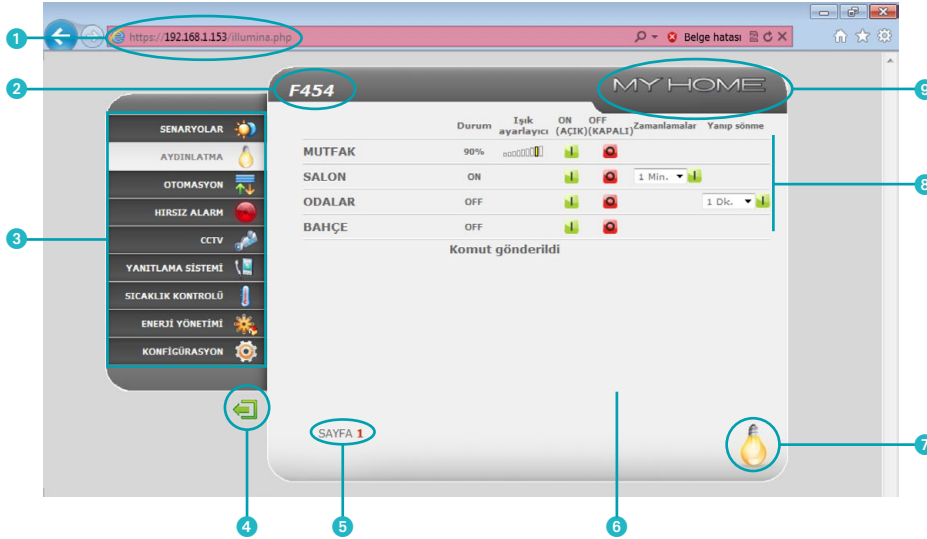 https://192.168.1.153/illumina.php
Belge hatası
1
2
F454
MY HOME
9
Durum
Işık ayarlayıcı
ON (AÇIK)
OFF (KAPALI)
Zamanlamalar
Yanıp sönme
SENARYOLAR
AYDINLATMA
OTOMASYON
HIRSIZ ALARM
CCTV
YANITLAMA SİSTEMİ
SICAKLIK KONTROLÜ
ENERJİ YÖNETİMİ
KONFİGÜRASYON
3
MUTFAK 90%
SALON ON 1 Min.
ODALAR OFF 1 Dk.
BAHÇE OFF
8
Komut gönderildi
SAYFA 1
7
4
5
6